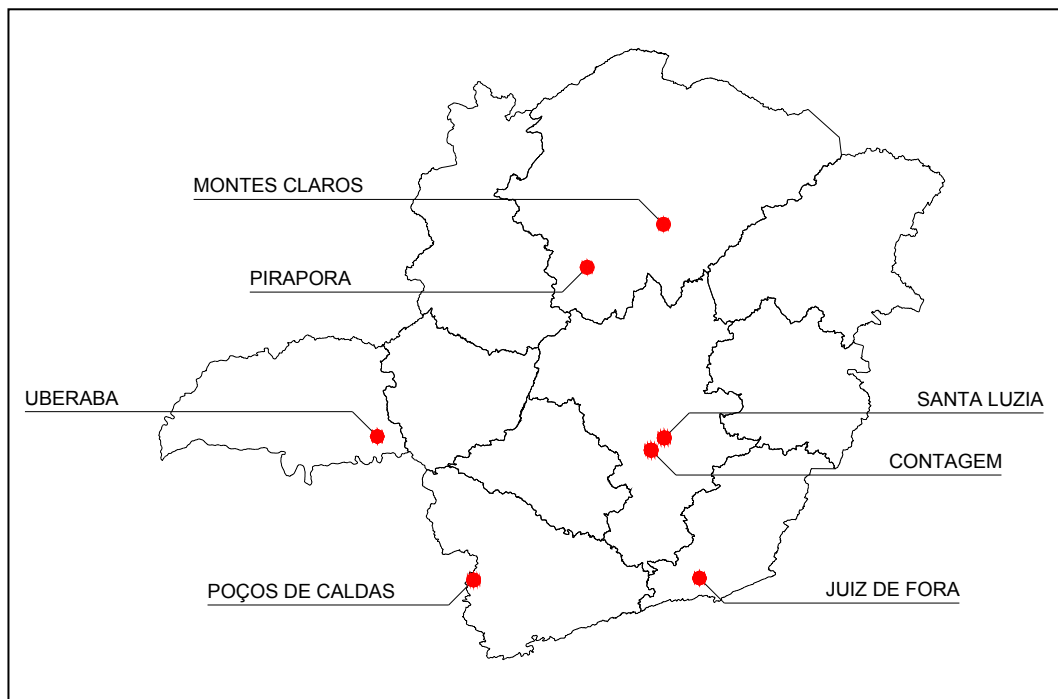 MONTES CLAROS
PIRAPORA
UBERABA
SANTA LUZIA
CONTAGEM
POÇOS DE CALDAS
JUIZ DE FORA